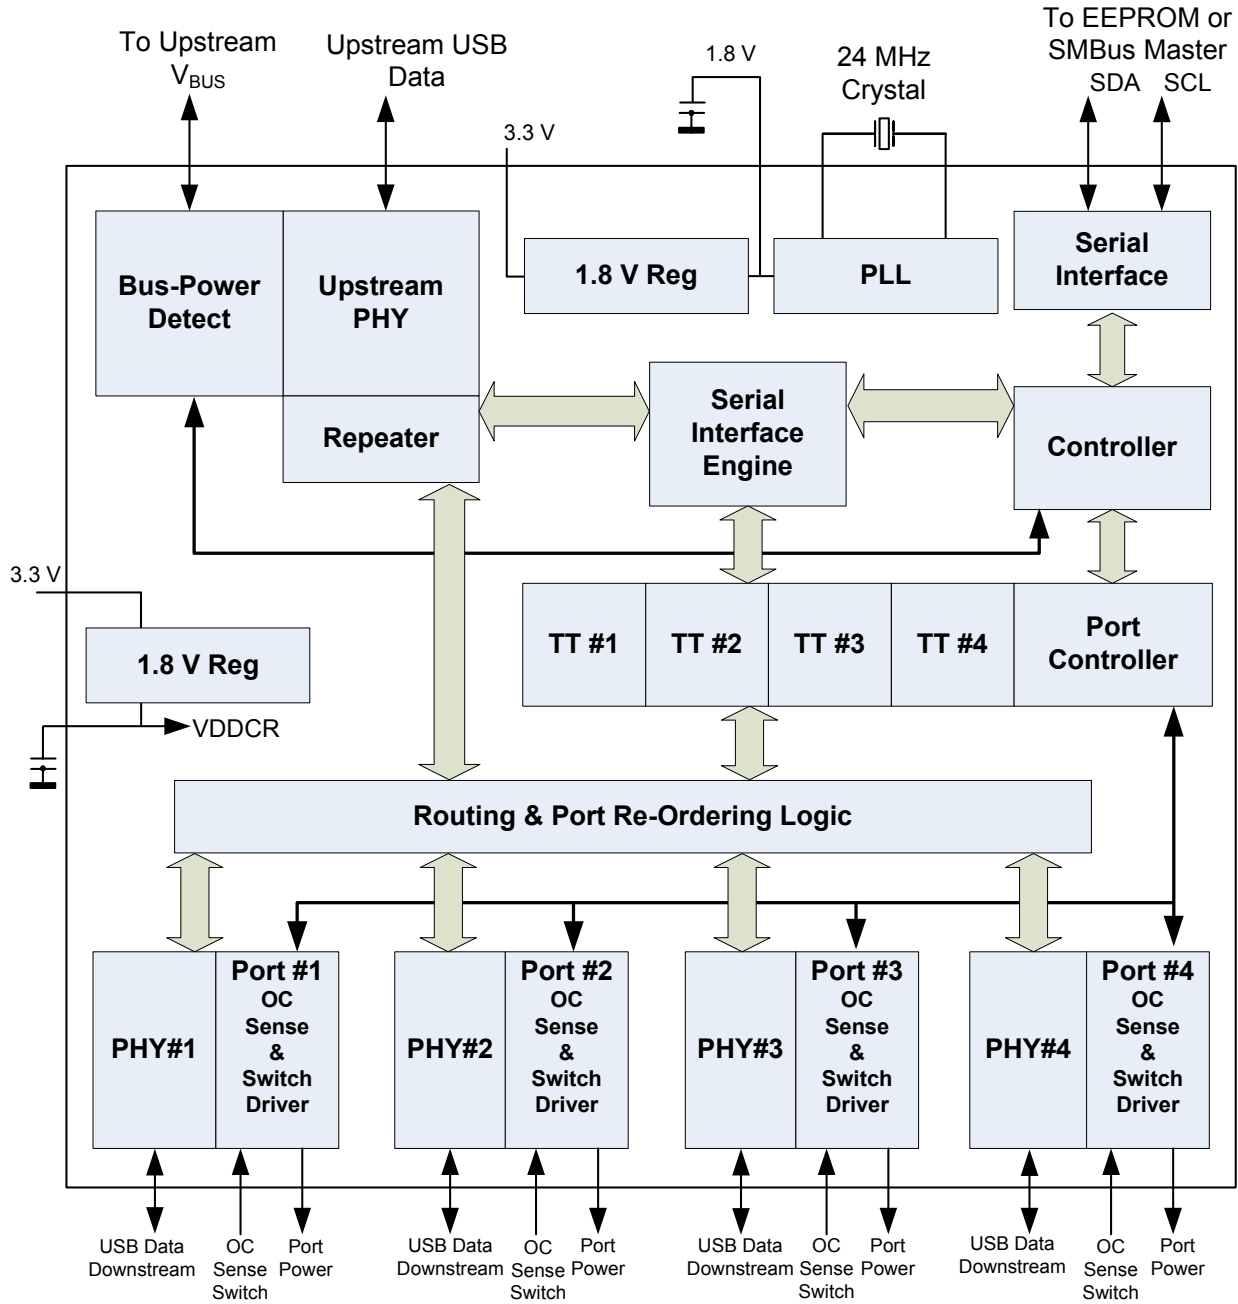 To Upstream
VBUS
Upstream USB
Data
3.3 V
1.8 V
24 MHz
Crystal
To EEPROM or
SMBus Master
SDA SCL
Bus-Power
Detect
Upstream
PHY
1.8 V Reg
PLL
Serial
Interface
Repeater
Serial
Interface
Engine
Controller
3.3 V
1.8 V Reg
VDDCR
TT #1
TT #2
TT #3
TT #4
Port
Controller
Routing & Port Re-Ordering Logic
PHY#1
Port #1
OC
Sense
&
Switch
Driver
PHY#2
Port #2
OC
Sense
&
Switch
Driver
PHY#3
Port #3
OC
Sense
&
Switch
Driver
PHY#4
Port #4
OC
Sense
&
Switch
Driver
USB Data
Downstream
OC
Sense
Switch
Port
Power
USB Data
Downstream
OC
Sense
Switch
Port
Power
USB Data
Downstream
OC
Sense
Switch
Port
Power
USB Data
Downstream
OC
Sense
Switch
Port
Power